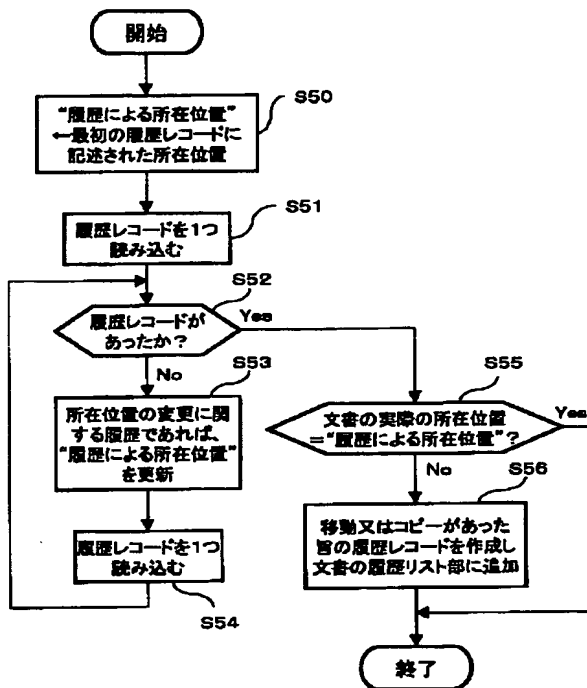 開始
S50
“履歴による所在位置”
←最初の履歴レコードに
記述された所在位置
S51
履歴レコードを1つ
読み込む
S52
履歴レコードが
あったか？
Yes
No
S53
所在位置の変更に関
する履歴であれば、
“履歴による所在位置”
を更新
履歴レコードを1つ
読み込む
S54
S55
文書の実際の所在位置
＝“履歴による所在位置”？
Yes
No
S56
移動又はコピーがあった
旨の履歴レコードを作成し
文書の履歴リスト部に追加
終了